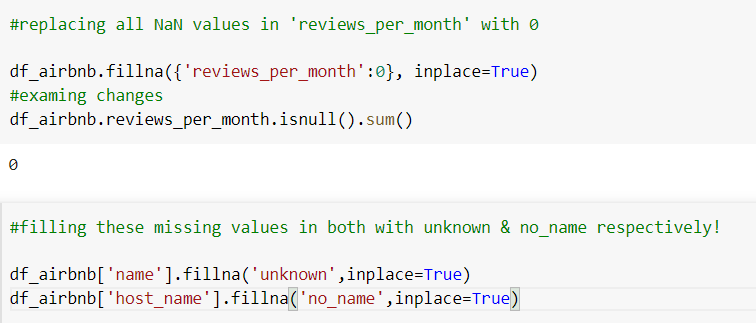 #replacing all NaN values in 'reviews_per_month' with 0
df_airbnb.fillna({'reviews_per_month':0}, inplace=True)
#examing changes
df_airbnb.reviews_per_month.isnull().sum()
0
#filling these missing values in both with unknown & no_name respectively!
df_airbnb['name'].fillna('unknown',inplace=True)
df_airbnb['host_name'].fillna('no_name',inplace=True)